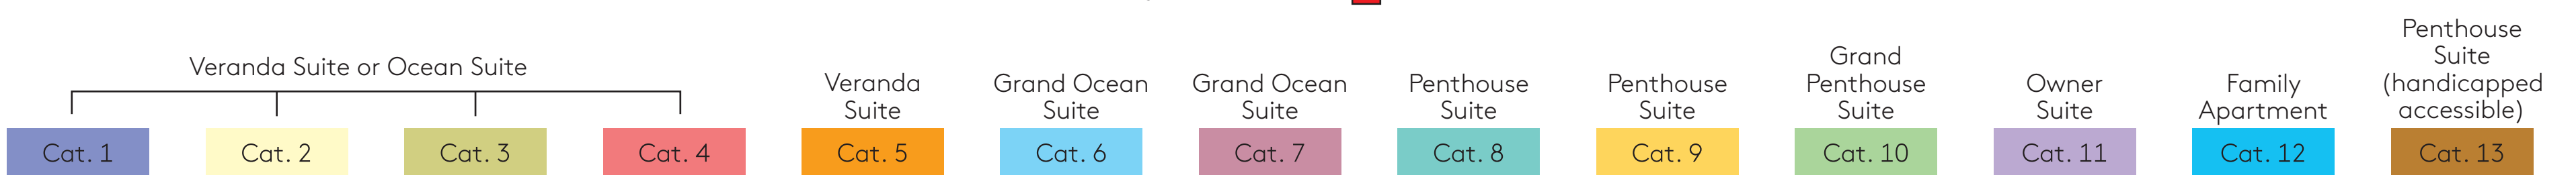 Veranda Suite or Ocean Suite
Cat. 1
Cat. 2
Cat. 3
Cat. 4
Veranda
Suite
Cat. 5
Grand Ocean
Suite
Cat. 6
Grand Ocean
Suite
Cat. 7
Penthouse
Suite
Cat. 8
Penthouse
Suite
Cat. 9
Grand
Penthouse
Suite
Cat. 10
Owner
Suite
Cat. 11
Family
Apartment
Cat. 12
Penthouse
Suite
(handicapped
accessible)
Cat. 13